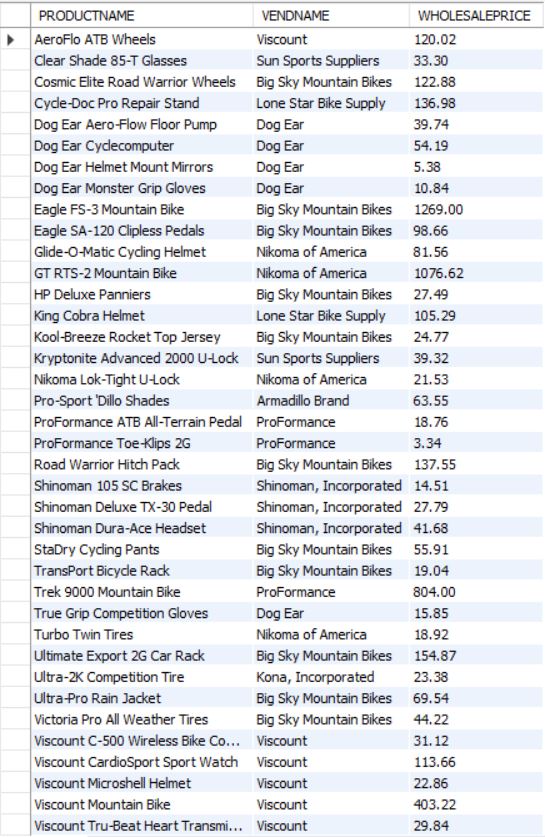 PRODUCTNAME VENDNAME WHOLESALEPRICE
AeroFlo ATB Wheels Viscount 120.02
Clear Shade 85-T Glasses Sun Sports Suppliers 33.30
Cosmic Elite Road Warrior Wheels Big Sky Mountain Bikes 122.88
Cycle-Doc Pro Repair Stand Lone Star Bike Supply 136.98
Dog Ear Aero-Flow Floor Pump Dog Ear 39.74
Dog Ear Cyclecomputer Dog Ear 54.19
Dog Ear Helmet Mount Mirrors Dog Ear 5.38
Dog Ear Monster Grip Gloves Dog Ear 10.84
Eagle FS-3 Mountain Bike Big Sky Mountain Bikes 1269.00
Eagle SA-120 Clipless Pedals Big Sky Mountain Bikes 98.66
Glide-O-Matic Cycling Helmet Nikoma of America 81.56
GT RTS-2 Mountain Bike Nikoma of America 1076.62
HP Deluxe Panniers Big Sky Mountain Bikes 27.49
King Cobra Helmet Lone Star Bike Supply 105.29
Kool-Breeze Rocket Top Jersey Big Sky Mountain Bikes 24.77
Kryptonite Advanced 2000 U-Lock Sun Sports Suppliers 39.32
Nikoma Lok-Tight U-Lock Nikoma of America 21.53
Pro-Sport 'Dillo Shades Armadillo Brand 63.55
ProFormance ATB All-Terrain Pedal ProFormance 18.76
ProFormance Toe-Klips 2G ProFormance 3.34
Road Warrior Hitch Pack Big Sky Mountain Bikes 137.55
Shinoman 105 SC Brakes Shinoman, Incorporated 14.51
Shinoman Deluxe TX-30 Pedal Shinoman, Incorporated 27.79
Shinoman Dura-Ace Headset Shinoman, Incorporated 41.68
StaDry Cycling Pants Big Sky Mountain Bikes 55.91
TransPort Bicycle Rack Big Sky Mountain Bikes 19.04
Trek 9000 Mountain Bike ProFormance 804.00
True Grip Competition Gloves Dog Ear 15.85
Turbo Twin Tires Nikoma of America 18.92
Ultimate Export 2G Car Rack Big Sky Mountain Bikes 154.87
Ultra-2K Competition Tire Kona, Incorporated 23.38
Ultra-Pro Rain Jacket Big Sky Mountain Bikes 69.54
Victoria Pro All Weather Tires Big Sky Mountain Bikes 44.22
Viscount C-500 Wireless Bike Co... Viscount 31.12
Viscount CardioSport Sport Watch Viscount 113.66
Viscount Microshell Helmet Viscount 22.86
Viscount Mountain Bike Viscount 403.22
Viscount Tru-Beat Heart Transmi... Viscount 29.84